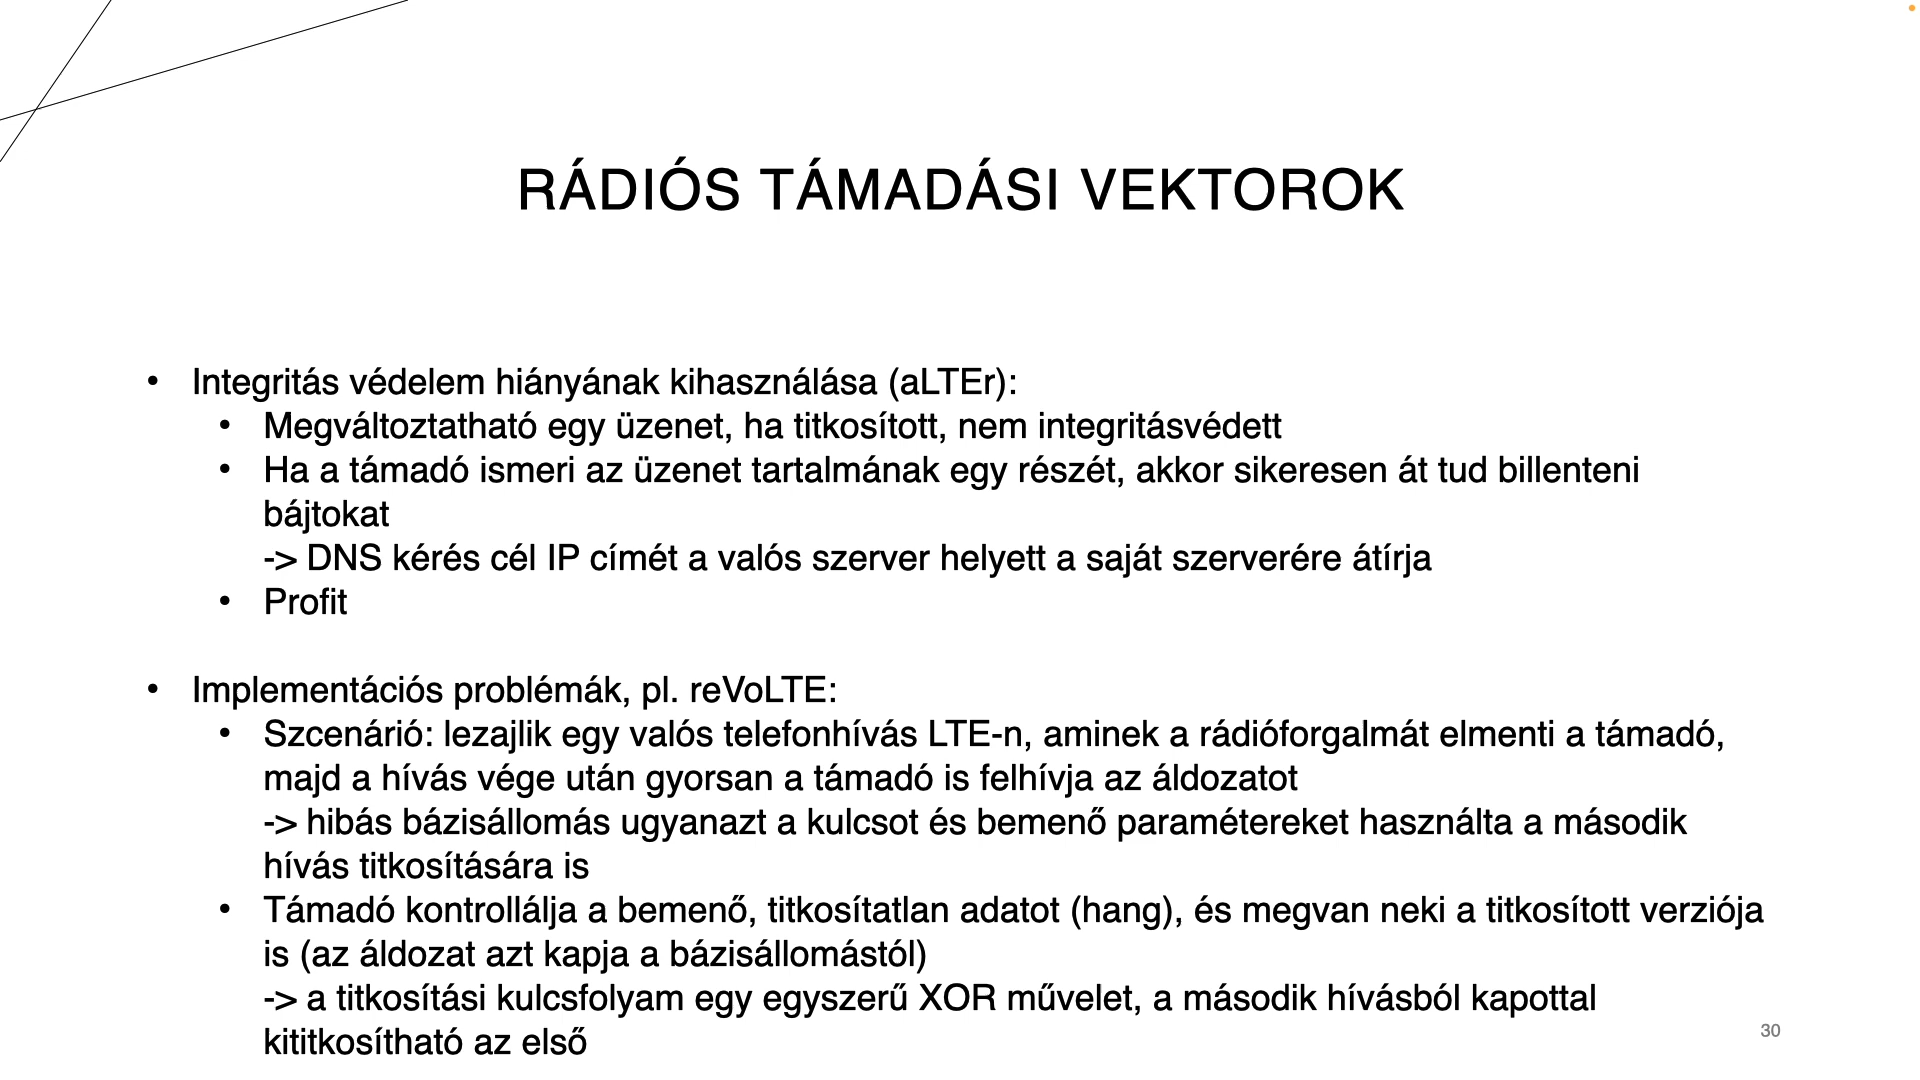 RÁDIÓS TÁMADÁSI VEKTOROK
• Integritás védelem hiányának kihasználása (aLTEr):
• Megváltoztatható egy üzenet, ha titkosított, nem integritásvédett
• Ha a támadó ismeri az üzenet tartalmának egy részét, akkor sikeresen át tud billenteni
bájtokat
-> DNS kérés cél IP címét a valós szerver helyett a saját szerverére átírja
• Profit
• Implementációs problémák, pl. reVoLTE:
• Szcenárió: lezajlik egy valós telefonhívás LTE-n, aminek a rádióforgalmát elmenti a támadó,
majd a hívás vége után gyorsan a támadó is felhívja az áldozatot
-> hibás bázisállomás ugyanazt a kulcsot és bemenő paramétereket használta a második
hívás titkosítására is
• Támadó kontrollálja a bemenő, titkosítatlan adatot (hang), és megvan neki a titkosított verziója
is (az áldozat azt kapja a bázisállomástól)
-> a titkosítási kulcsfolyam egy egyszerű XOR művelet, a második hívásból kapottal
kititkosítható az első
30